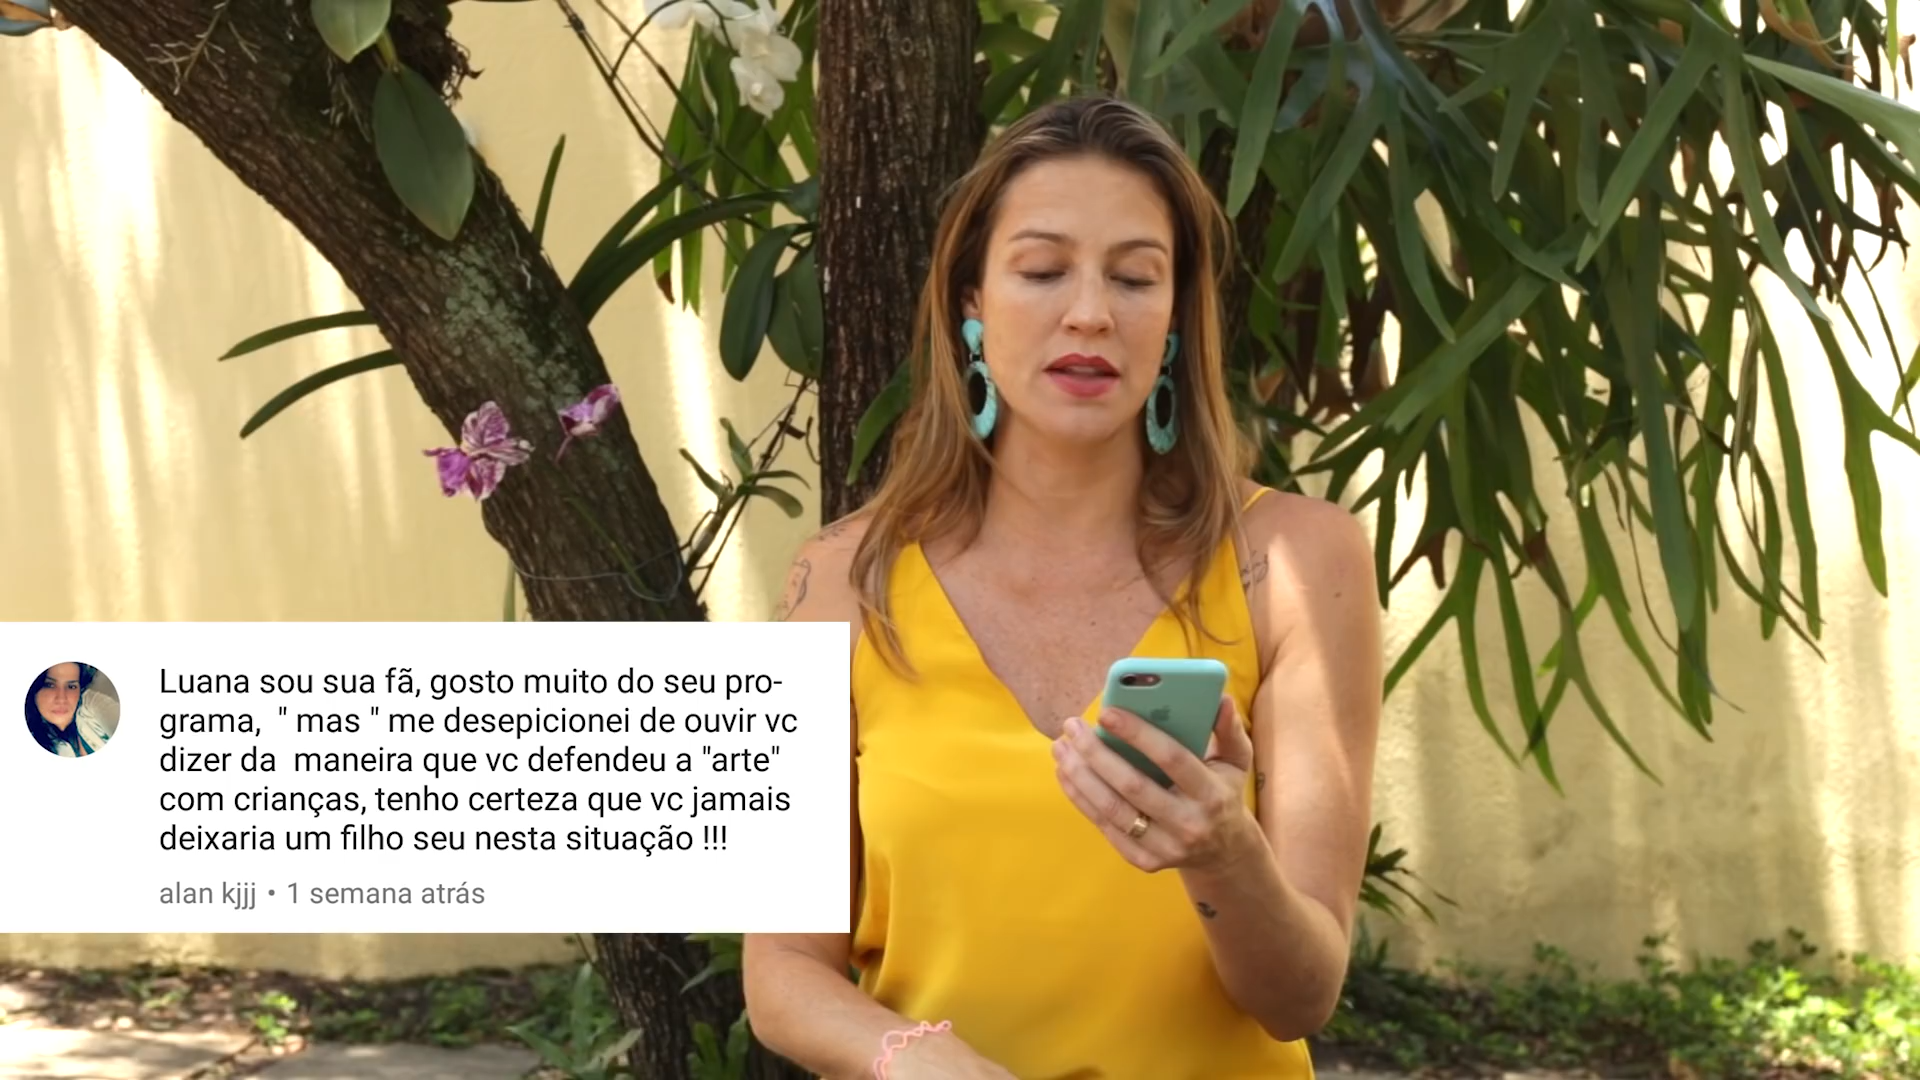 Luana sou sua fã, gosto muito do seu pro-
grama,  " mas " me desepicionei de ouvir vc
dizer da  maneira que vc defendeu a "arte"
com crianças, tenho certeza que vc jamais
deixaria um filho seu nesta situação !!!
alan kjjj • 1 semana atrás